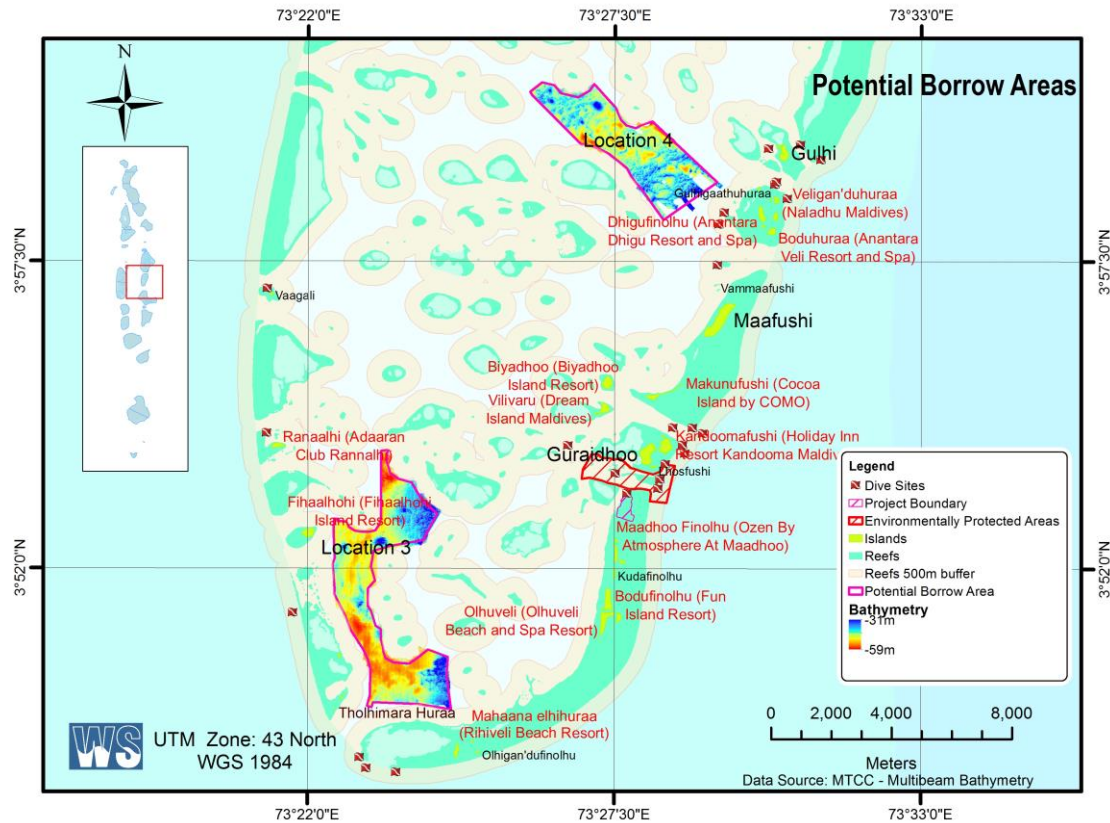 73°22'0"E
73°27'30"E
73°33'0"E
N
Potential Borrow Areas
Location 4
Gulhi
Gulhigaathuhuraa
Veligan'duhuraa
(Naladhu Maldives)
Dhigufinolhu (Anantara
Dhigu Resort and Spa)
Boduhuraa (Anantara
Veli Resort and Spa)
3°57'30"N
3°57'30"N
Vaagali
Vammaafushi
Maafushi
Biyadhoo (Biyadhoo
Island Resort)
Vilivaru (Dream
Island Maldives)
Makunufushi (Cocoa
Island by COMO)
Ranaalhi (Adaaran
Club Rannalhi)
Kandoomafushi (Holiday Inn
Resort Kandooma Maldiv
Guraidhoo
Lhosfushi
Fihaalhohi (Fihaalhohi
Island Resort)
Location 3
Maadhoo Finolhu (Ozen By
Atmosphere At Maadhoo)
3°52'0"N
3°52'0"N
Kudafinolhu
Bodufinolhu (Fun
Island Resort)
Olhuveli (Olhuveli
Beach and Spa Resort)
Tholhimara Huraa
Mahaana elhihuraa
(Rihiveli Beach Resort)
Olhigan'dufinolhu
Legend
Dive Sites
Project Boundary
Environmentally Protected Areas
Islands
Reefs
Reefs 500m buffer
Potential Borrow Area
Bathymetry
-31m
-59m
WS
UTM Zone: 43 North
WGS 1984
0 2,000 4,000 8,000
Meters
Data Source: MTCC - Multibeam Bathymetry
73°22'0"E
73°27'30"E
73°33'0"E